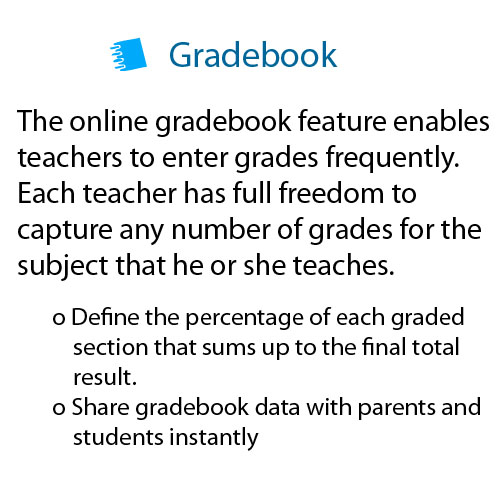 Gradebook
The online gradebook feature enables
teachers to enter grades frequently.
Each teacher has full freedom to
capture any number of grades for the
subject that he or she teaches.
o Define the percentage of each graded
section that sums up to the final total
result.
o Share gradebook data with parents and
students instantly